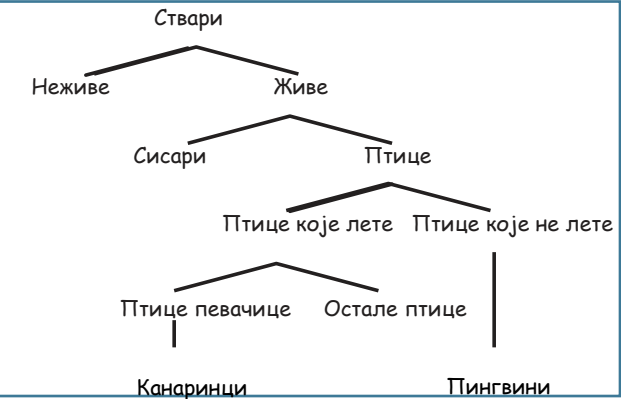 Ствари
Неживе Живе
Сисари Птице
Птице које лете Птице које не лете
Птице певачице Остале птице
Канаринци Пингвини